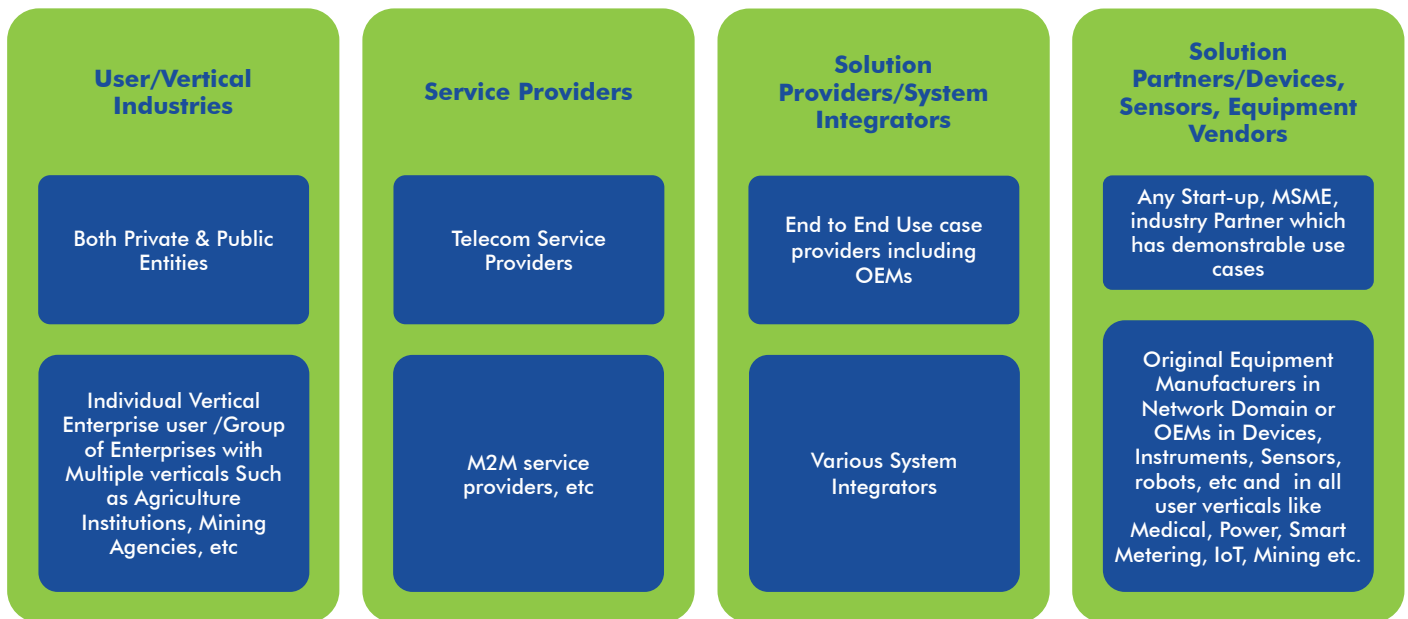 User/Vertical
Industries
Both Private & Public
Entities
Individual Vertical
Enterprise user /Group
of Enterprises with
Multiple verticals Such
as Agriculture
Institutions, Mining
Agencies, etc
Service Providers
Telecom Service
Providers
M2M service
providers, etc
Solution
Providers/System
Integrators
End to End Use case
providers including
OEMs
Various System
Integrators
Solution
Partners/Devices,
Sensors, Equipment
Vendors
Any Start-up, MSME,
industry Partner which
has demonstrable use
cases
Original Equipment
Manufacturers in
Network Domain or
OEMs in Devices,
Instruments, Sensors,
robots, etc and  in all
user verticals like
Medical, Power, Smart
Metering, IoT, Mining etc.